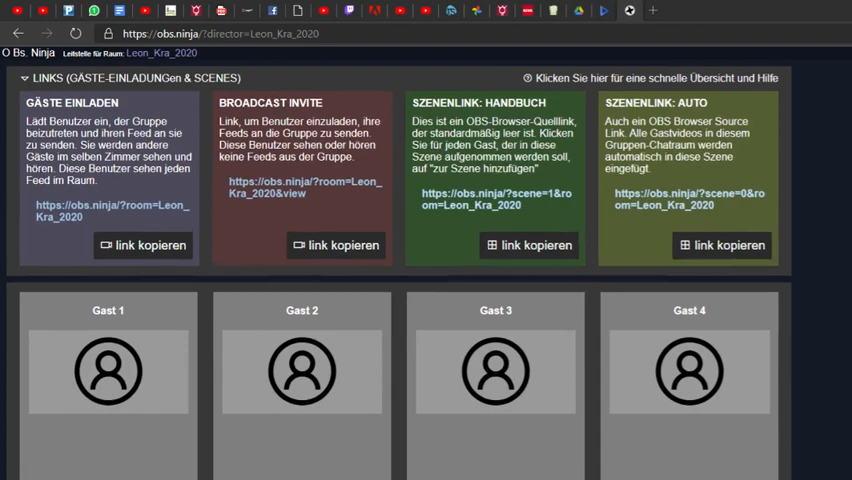 https://obs.ninja/?director=Leon_Kra_2020
O Bs. Ninja Leitstelle für Raum: Leon_Kra_2020
LINKS (GÄSTE-EINLADUNGen & SCENES)
Klicken Sie hier für eine schnelle Übersicht und Hilfe
GÄSTE EINLADEN
Lädt Benutzer ein, der Gruppe
beizutreten und ihren Feed an sie
zu senden. Sie werden andere
Gäste im selben Zimmer sehen und
hören. Diese Benutzer sehen jeden
Feed im Raum.
https://obs.ninja/?room=Leon_
Kra_2020
link kopieren
BROADCAST INVITE
Link, um Benutzer einzuladen, ihre
Feeds an die Gruppe zu senden.
Diese Benutzer sehen oder hören
keine Feeds aus der Gruppe.
https://obs.ninja/?room=Leon_
Kra_2020&view
link kopieren
SZENENLINK: HANDBUCH
Dies ist ein OBS-Browser-Quelllink,
der standardmäßig leer ist. Klicken
Sie für jeden Gast, der in diese
Szene aufgenommen werden soll,
auf "zur Szene hinzufügen"
https://obs.ninja/?scene=1&ro
om=Leon_Kra_2020
link kopieren
SZENENLINK: AUTO
Auch ein OBS Browser Source
Link. Alle Gastvideos in diesem
Gruppen-Chatraum werden
automatisch in diese Szene
eingefügt.
https://obs.ninja/?scene=0&ro
om=Leon_Kra_2020
link kopieren
Gast 1
Gast 2
Gast 3
Gast 4